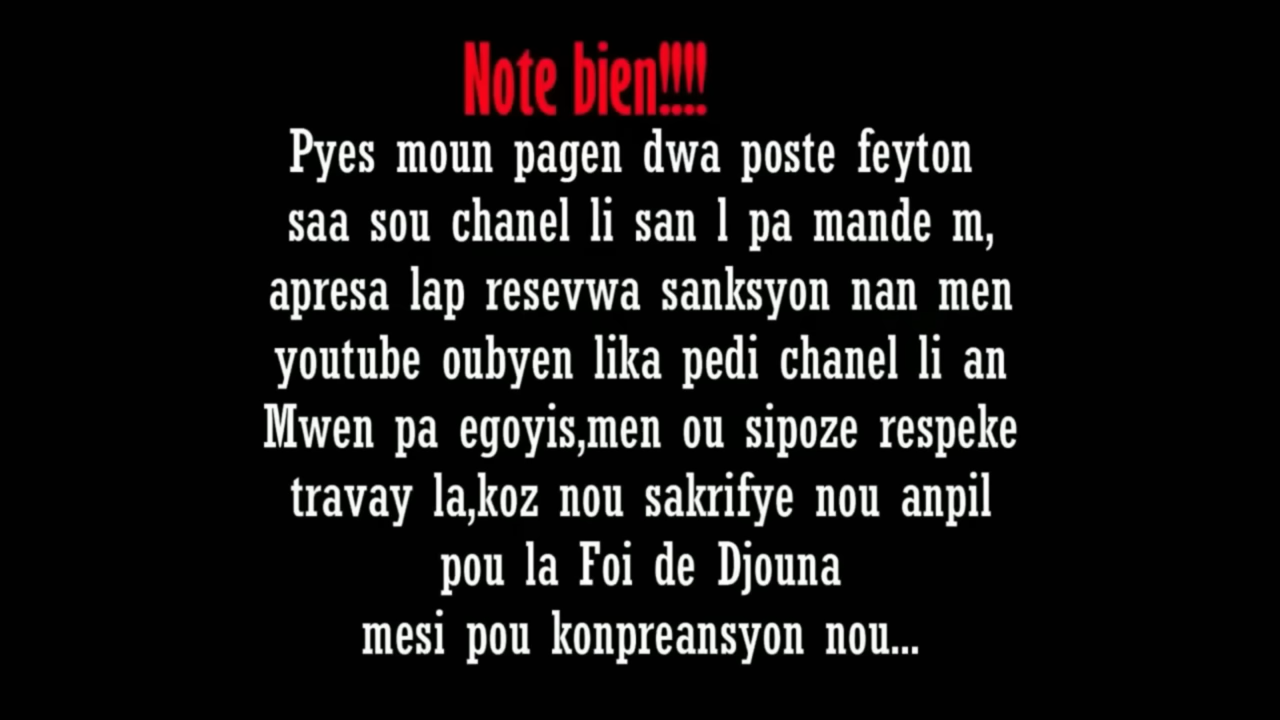 Note bien!!!!
Pyes moun pagen dwa poste feyton
saa sou chanel li san l pa mande m,
apresa lap resevwa sanksyon nan men
youtube oubyen lika pedi chanel li an
Mwen pa egoyis,men ou sipoze respeke
travay la,koz nou sakrifye nou anpil
pou la Foi de Djouna
mesi pou konpreansyon nou...